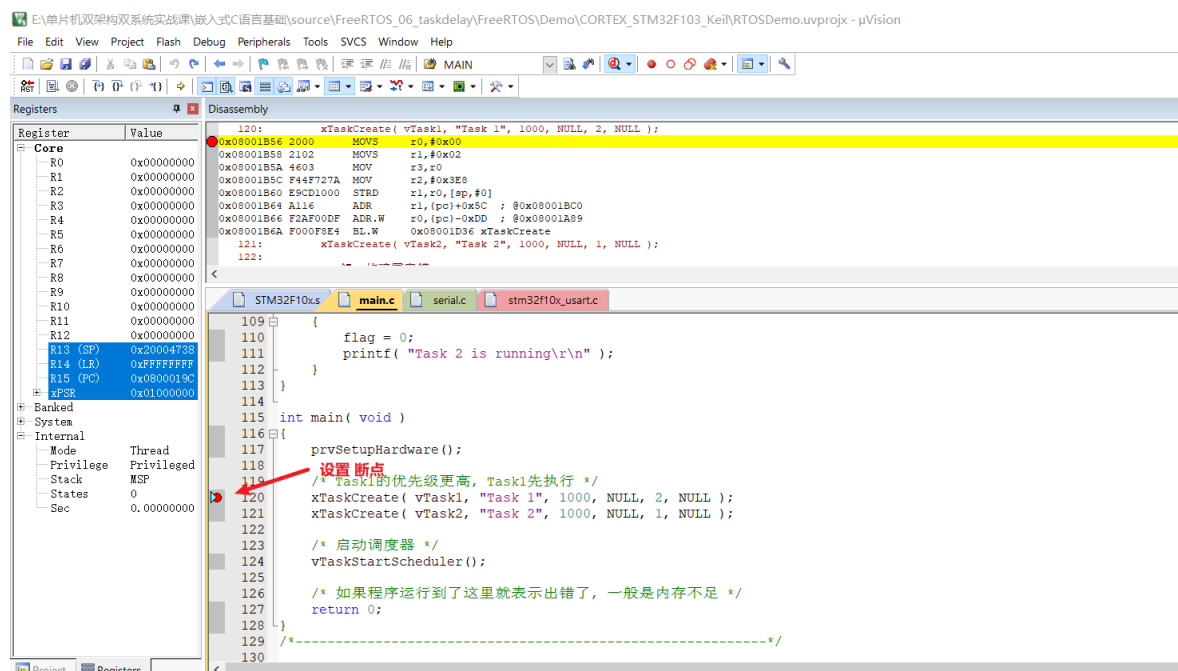 E:\单片机双架构双系统实战课\嵌入式C语言基础\source\FreeRTOS_06_taskdelay\FreeRTOS\Demo\CORTEX_STM32F103_Keil\RTOSDemo.uvprojx - µVision
File Edit View Project Flash Debug Peripherals Tools SVCS Window Help
MAIN
Registers
Register Value
Core
R0 0x00000000
R1 0x00000000
R2 0x00000000
R3 0x00000000
R4 0x00000000
R5 0x00000000
R6 0x00000000
R7 0x00000000
R8 0x00000000
R9 0x00000000
R10 0x00000000
R11 0x00000000
R12 0x00000000
R13 (SP) 0x20004738
R14 (LR) 0xFFFFFFFF
R15 (PC) 0x0800019C
xPSR 0x01000000
Banked
System
Internal
Mode Thread
Privilege Privileged
Stack MSP
States 0
Sec 0.00000000
Project Registers
Disassembly
120: xTaskCreate( vTask1, "Task 1", 1000, NULL, 2, NULL );
0x08001B56 2000 MOVS r0,#0x00
0x08001B58 2102 MOVS r1,#0x02
0x08001B5A 4603 MOV r3,r0
0x08001B5C F44F727A MOV r2,#0x3E8
0x08001B60 E9CD1000 STRD r1,r0,[sp,#0]
0x08001B64 A116 ADR r1,{pc}+0x5C ; @0x08001BC0
0x08001B66 F2AF00DF ADR.W r0,{pc}-0xDD ; @0x08001A89
0x08001B6A F000F8E4 BL.W 0x08001D36 xTaskCreate
121: xTaskCreate( vTask2, "Task 2", 1000, NULL, 1, NULL );
122:
STM32F10x.s main.c serial.c stm32f10x_usart.c
109 {
110 flag = 0;
111 printf( "Task 2 is running\r\n" );
112 }
113 }
114
115 int main( void )
116 {
117 prvSetupHardware();
118
设置 断点
119 /* Task1的优先级更高, Task1先执行 */
120 xTaskCreate( vTask1, "Task 1", 1000, NULL, 2, NULL );
121 xTaskCreate( vTask2, "Task 2", 1000, NULL, 1, NULL );
122
123 /* 启动调度器 */
124 vTaskStartScheduler();
125
126 /* 如果程序运行到了这里就表示出错了, 一般是内存不足 */
127 return 0;
128 }
129 /*-----------------------------------------------------------*/
130